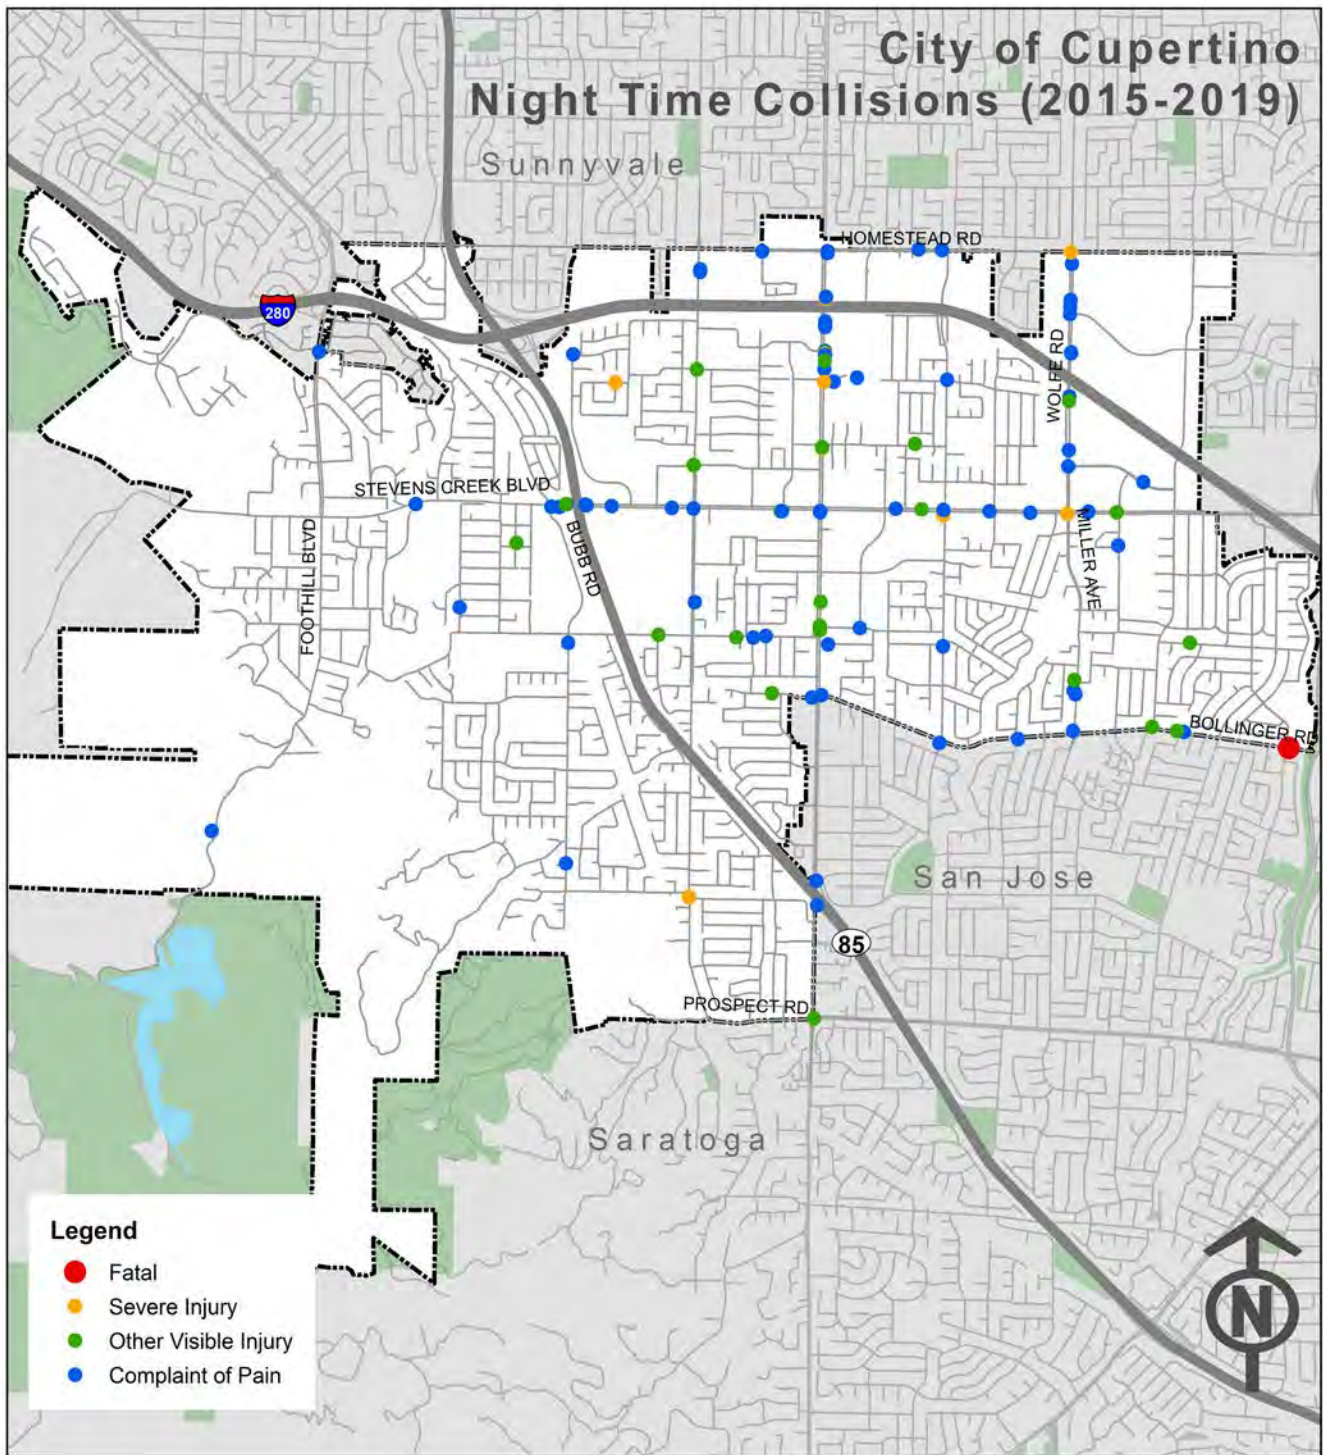 City of Cupertino
Night Time Collisions (2015-2019)
Sunnyvale
HOMESTEAD RD
280
WOLFE RD
STEVENS CREEK BLVD
FOOTHILL BLVD
BUBB RD
MILLER AVE
BOLLINGER RD
San Jose
85
PROSPECT RD
Saratoga
Legend
Fatal
Severe Injury
Other Visible Injury
Complaint of Pain
N